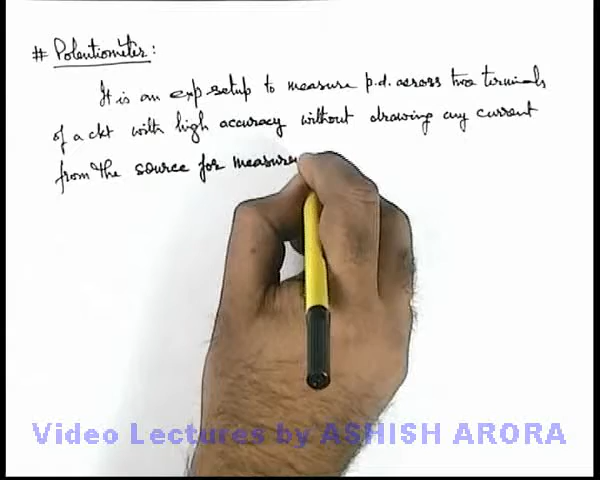 # Potentiometer :
It is an exp setup to measure p.d. across two terminals
of a ckt with high accuracy without drawing any current
from the source for measure
Video Lectures by ASHISH ARORA